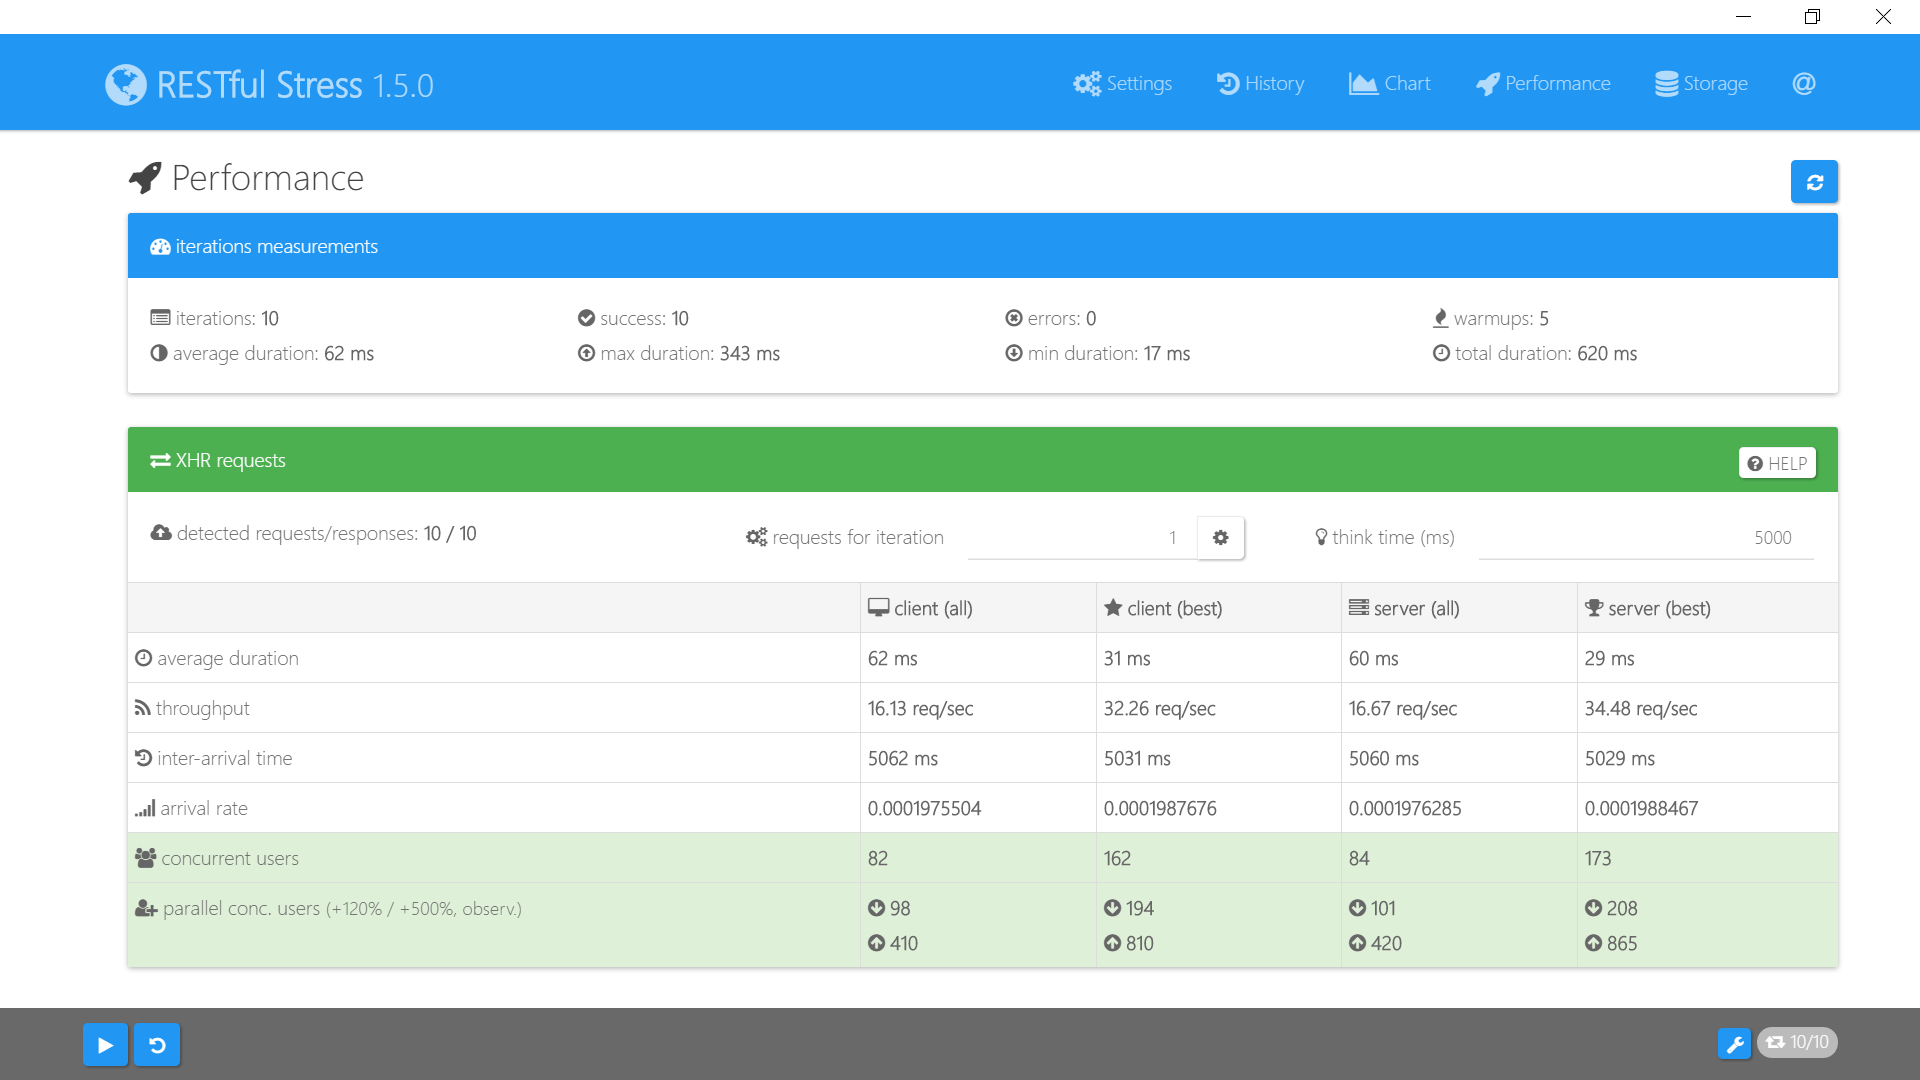 RESTful Stress 1.5.0
Settings History Chart Performance Storage @
Performance
iterations measurements
iterations: 10 success: 10 errors: 0 warmups: 5
average duration: 62 ms max duration: 343 ms min duration: 17 ms total duration: 620 ms
XHR requests HELP
detected requests/responses: 10 / 10 requests for iteration 1 think time (ms) 5000
client (all) client (best) server (all) server (best)
average duration 62 ms 31 ms 60 ms 29 ms
throughput 16.13 req/sec 32.26 req/sec 16.67 req/sec 34.48 req/sec
inter-arrival time 5062 ms 5031 ms 5060 ms 5029 ms
arrival rate 0.0001975504 0.0001987676 0.0001976285 0.0001988467
concurrent users 82 162 84 173
parallel conc. users (+120% / +500%, observ.) 98 194 101 208
410 810 420 865
10/10